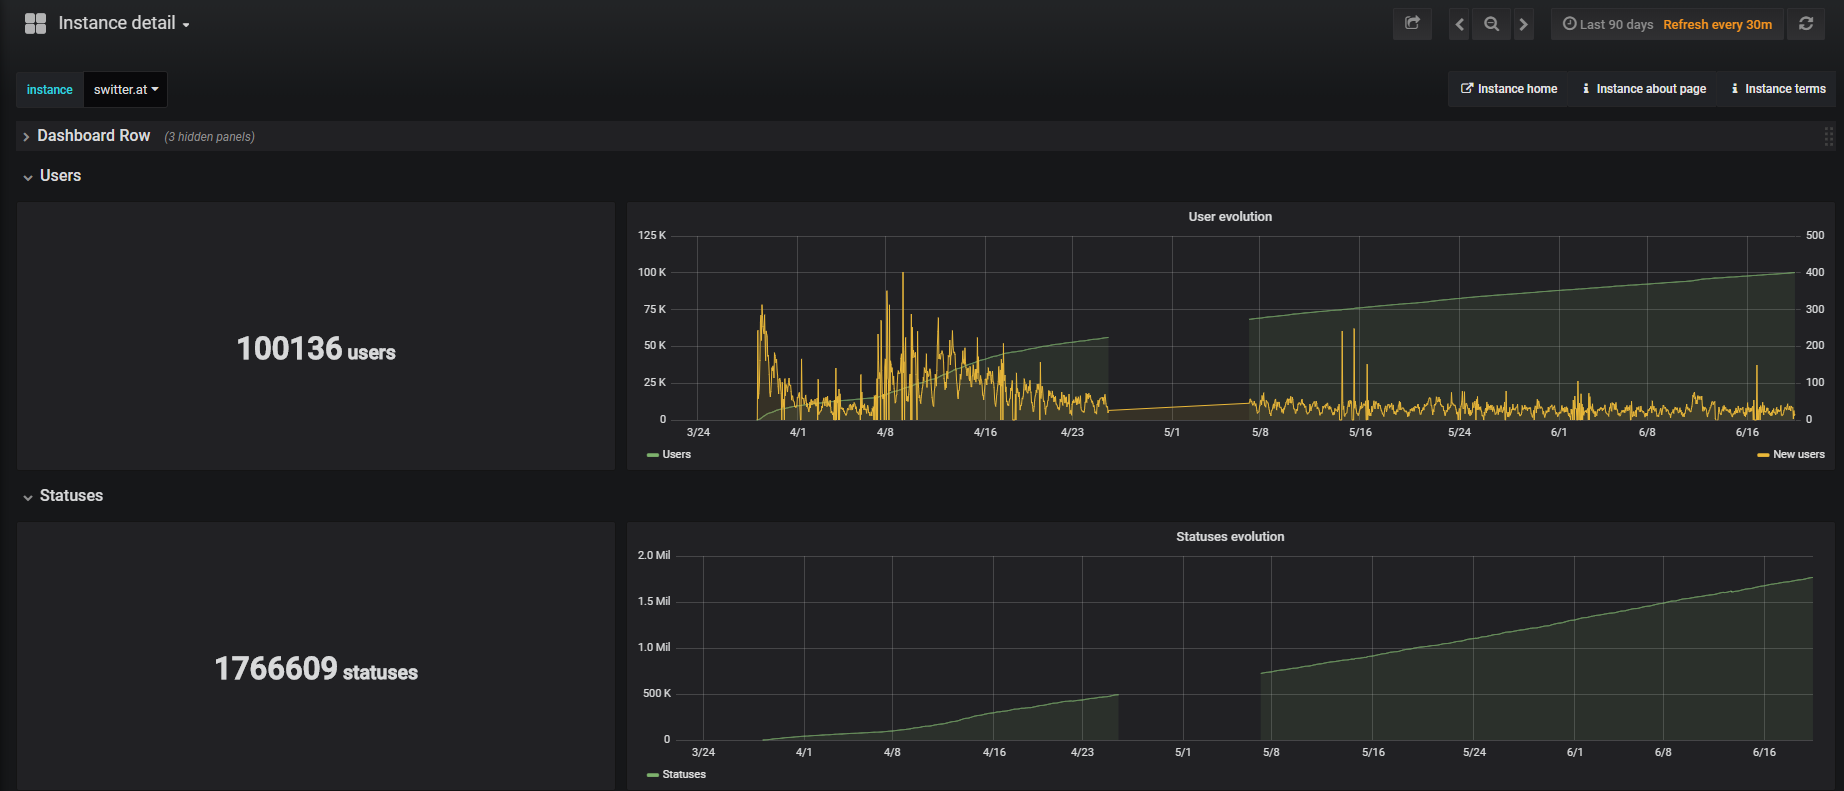 Instance detail
Last 90 days Refresh every 30m
instance switter.at
Instance home Instance about page Instance terms
Dashboard Row (3 hidden panels)
Users
User evolution
125 K 500
100 K 400
75 K 300
50 K 200
25 K 100
0 0
3/24 4/1 4/8 4/16 4/23 5/1 5/8 5/16 5/24 6/1 6/8 6/16
Users New users
100136 users
Statuses
Statuses evolution
2.0 Mil
1.5 Mil
1.0 Mil
500 K
0
3/24 4/1 4/8 4/16 4/23 5/1 5/8 5/16 5/24 6/1 6/8 6/16
Statuses
1766609 statuses